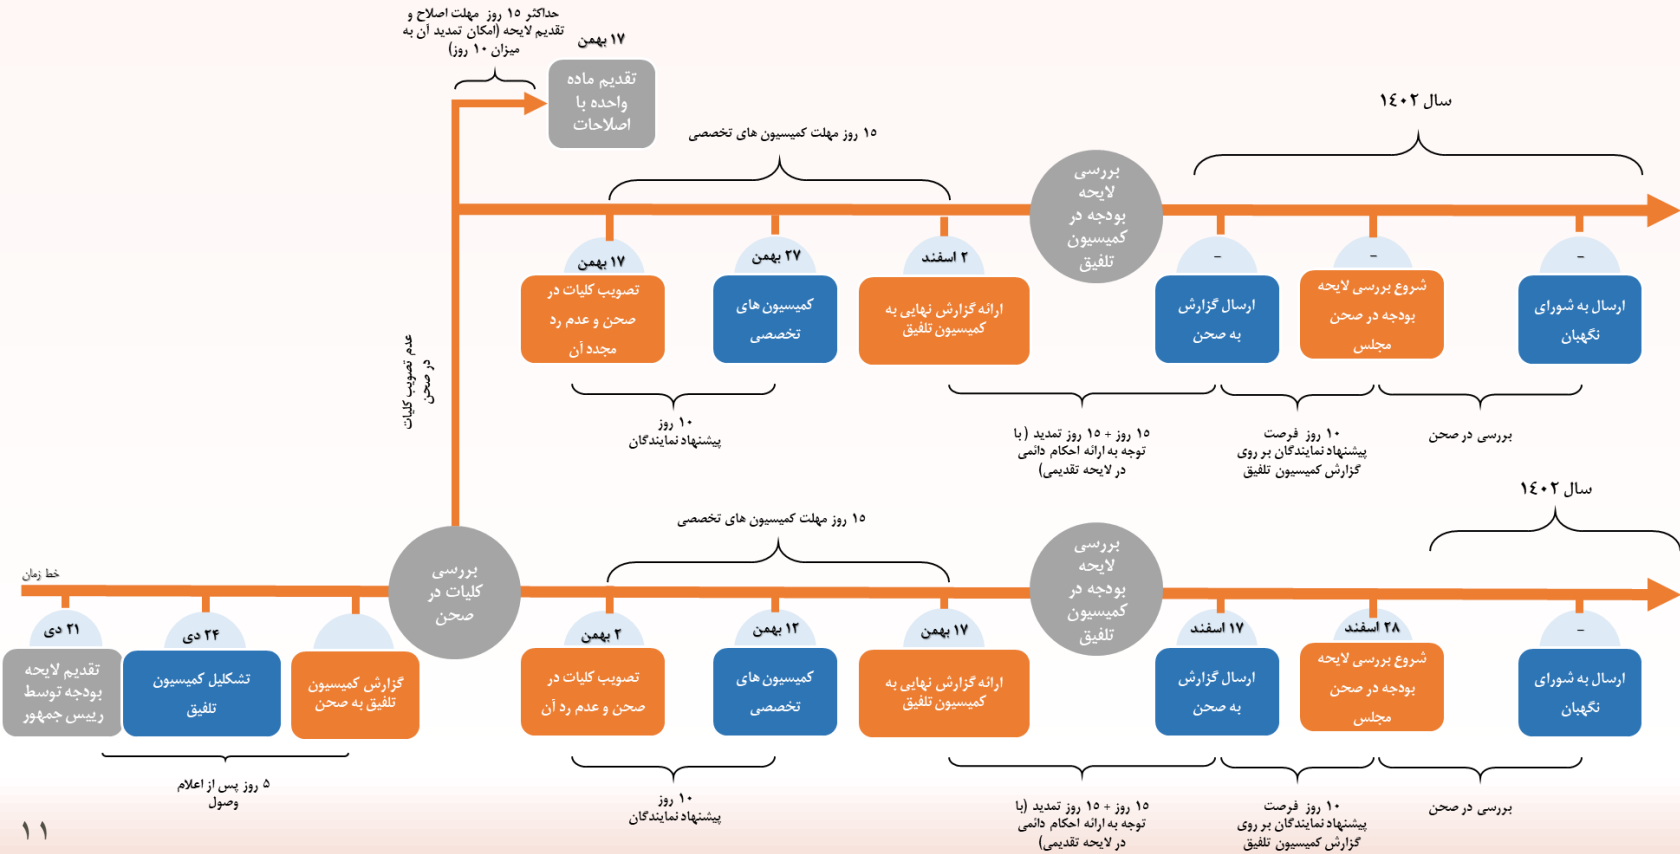 حداکثر ۱۵ روز مهلت اصلاح و
تقدیم لایحه (امکان تمدید آن به
میزان ۱۰ روز)
۱۷ بهمن
تقدیم ماده
واحده با
اصلاحات
عدم تصویب کلیات
در صحن
۱۵ روز مهلت کمیسیون های تخصصی
سال ۱٤۰۲
۱۷ بهمن
تصویب کلیات در
صحن و عدم رد
مجدد آن
۲۷ بهمن
کمیسیون های
تخصصی
۲ اسفند
ارائه گزارش نهایی به
کمیسیون تلفیق
بررسی
لایحه
بودجه در
کمیسیون
تلفیق
-
ارسال گزارش
به صحن
-
شروع بررسی لایحه
بودجه در صحن
مجلس
-
ارسال به شورای
نگهبان
۱۰ روز
پیشنهاد نمایندگان
۱۵ روز + ۱۵ روز تمدید ( با
توجه به ارائه احکام دائمی
در لایحه تقدیمی)
۱۰ روز فرصت
پیشنهاد نمایندگان بر روی
گزارش کمیسیون تلفیق
بررسی در صحن
سال ۱٤۰۲
۱۵ روز مهلت کمیسیون های تخصصی
خط زمان
۲۱ دی
تقدیم لایحه
بودجه توسط
رییس جمهور
۲۴ دی
تشکلیل کمیسیون
تلفیق
گزارش کمیسیون
تلفیق به صحن
بررسی
کلیات در
صحن
۲ بهمن
تصویب کلیات در
صحن و عدم رد آن
۱۲ بهمن
کمیسیون های
تخصصی
۱۷ بهمن
ارائه گزارش نهایی به
کمیسیون تلفیق
بررسی
لایحه
بودجه در
کمیسیون
تلفیق
۱۷ اسفند
ارسال گزارش
به صحن
۲۸ اسفند
شروع بررسی لایحه
بودجه در صحن
مجلس
-
ارسال به شورای
نگهبان
۵ روز پس از اعلام
وصول
۱۰ روز
پیشنهاد نمایندگان
۱۵ روز + ۱۵ روز تمدید (با
توجه به ارائه احکام دائمی
در لایحه تقدیمی)
۱۰ روز فرصت
پیشنهاد نمایندگان بر روی
گزارش کمیسیون تلفیق
بررسی در صحن
۱۱